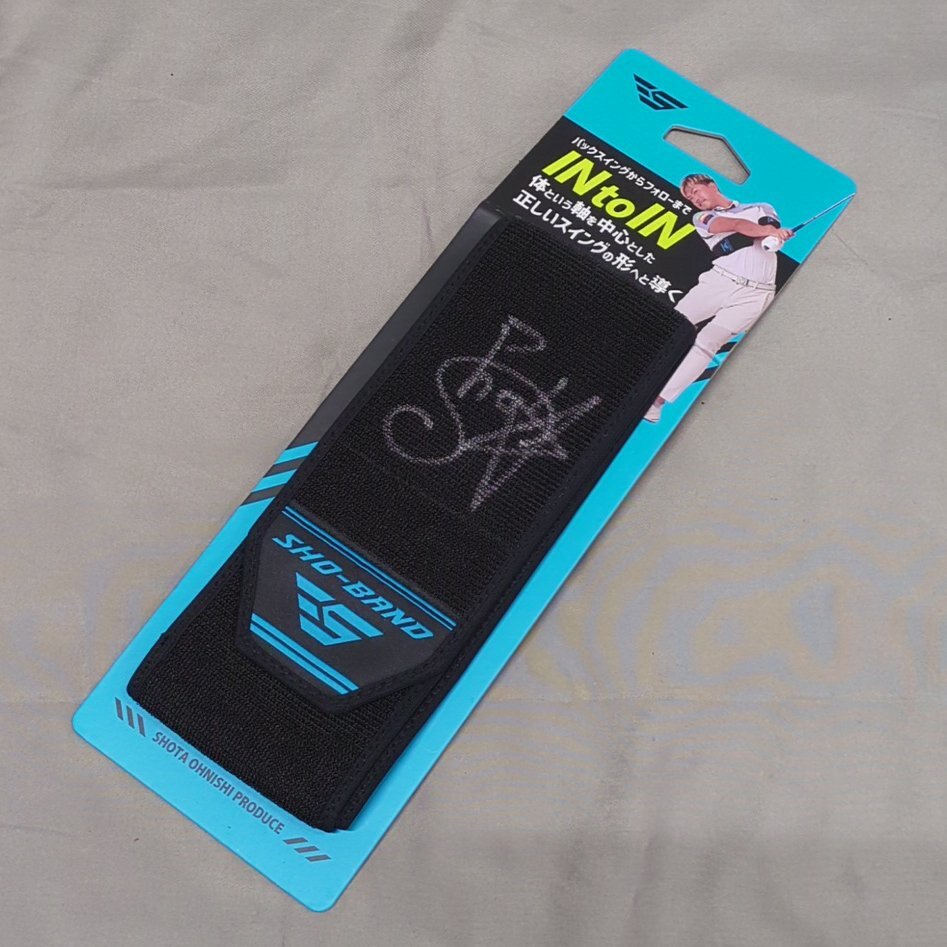 バックスイングからフォローまで
INtoIN
体という軸を中心とした
正しいスイングの形へと導く
Shota
SHO-BAND
SHOTA OHNISHI PRODUCE